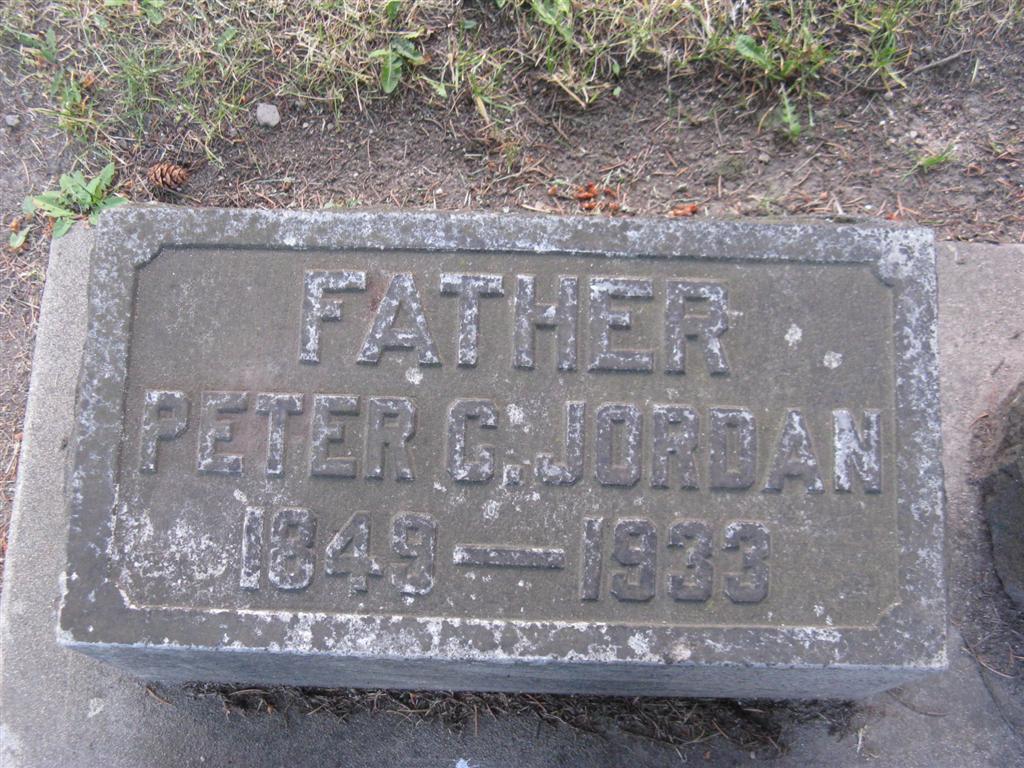 FATHER
PETER C. JORDAN
1849 — 1933